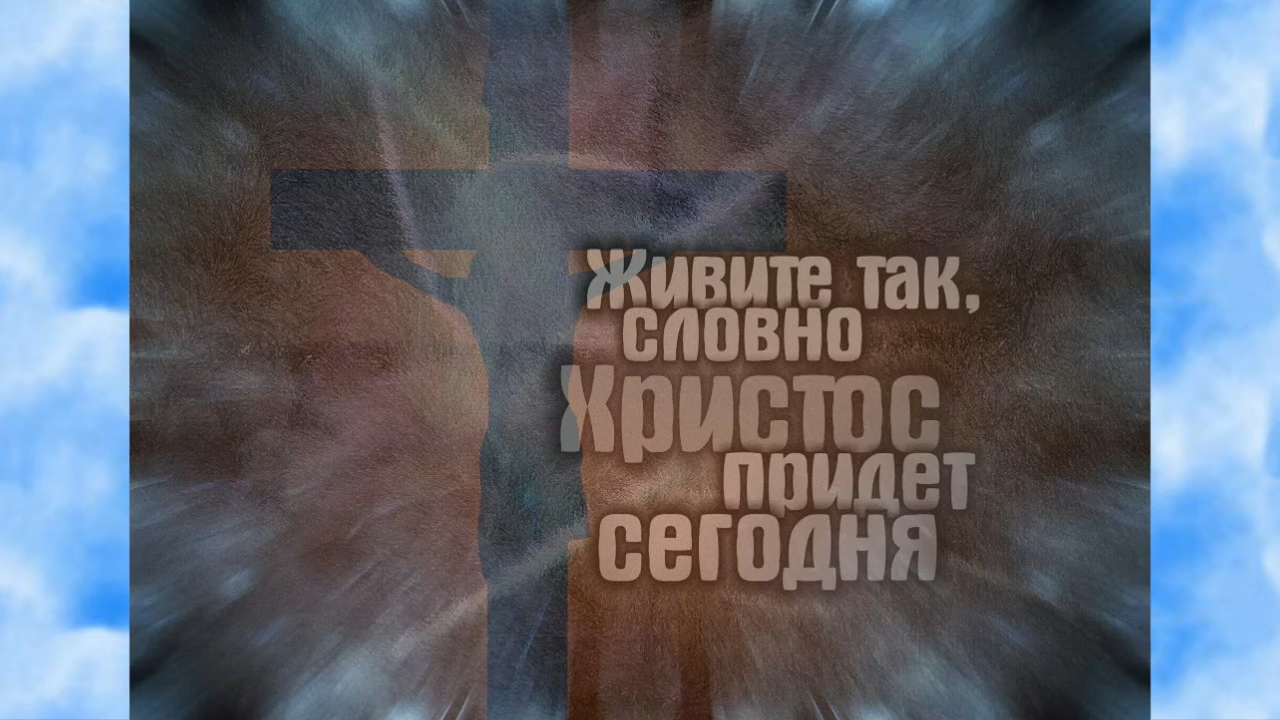 Живите так,
словно
Христос
придет
сегодня